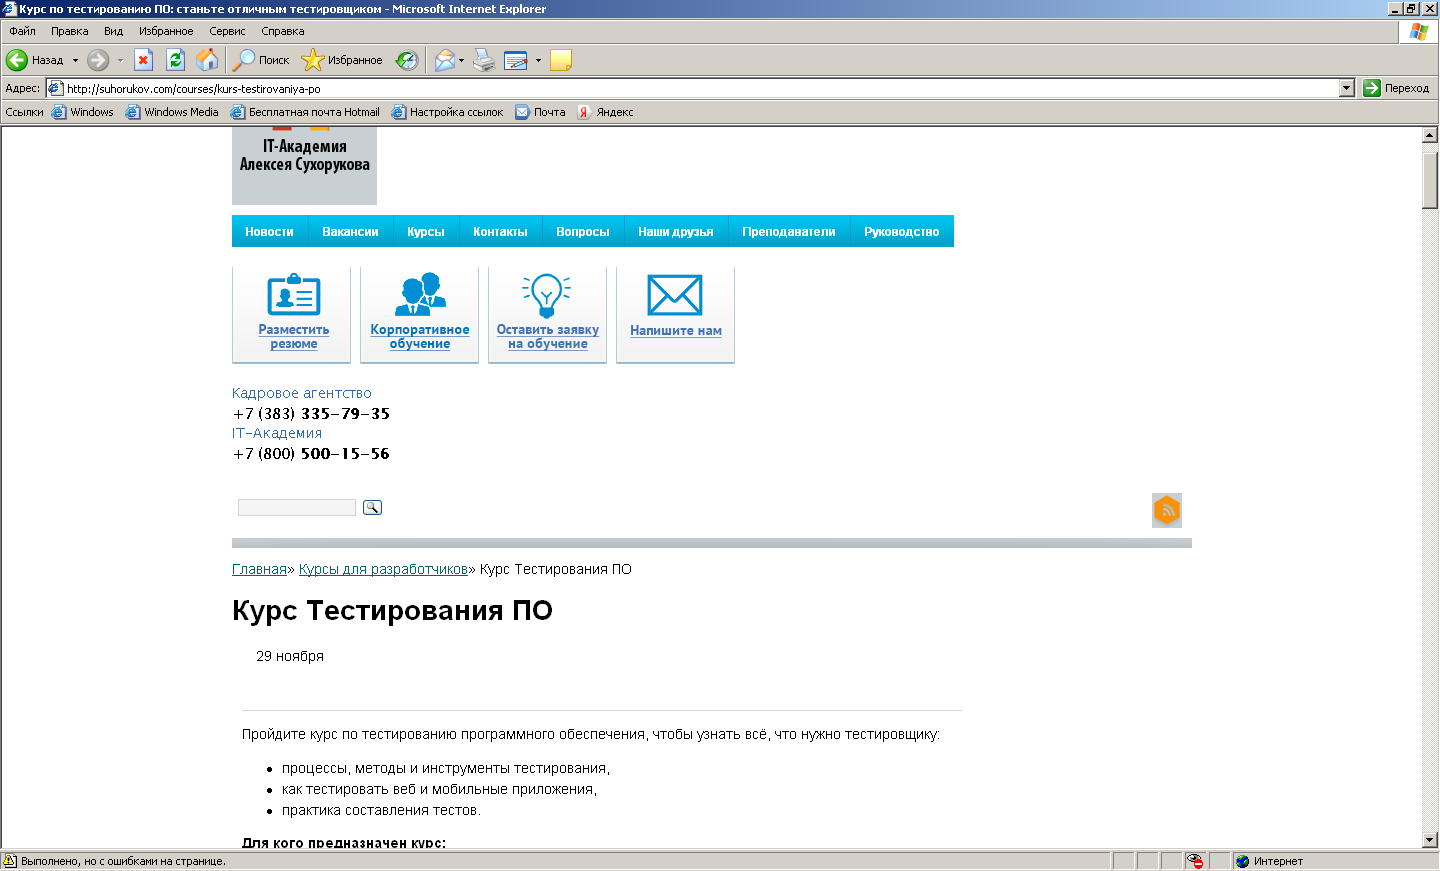 Курс по тестированию ПО: станьте отличным тестировщиком - Microsoft Internet Explorer
Файл Правка Вид Избранное Сервис Справка
Назад Поиск Избранное
Адрес: http://suhorukov.com/courses/kurs-testirovaniya-po Переход
Ссылки Windows Windows Media Бесплатная почта Hotmail Настройка ссылок Почта Яндекс
IT-Академия
Алексея Сухорукова
Новости Вакансии Курсы Контакты Вопросы Наши друзья Преподаватели Руководство
Разместить резюме
Корпоративное обучение
Оставить заявку на обучение
Напишите нам
Кадровое агентство
+7 (383) 335-79-35
IT-Академия
+7 (800) 500-15-56
Главная» Курсы для разработчиков» Курс Тестирования ПО
Курс Тестирования ПО
29 ноября
Пройдите курс по тестированию программного обеспечения, чтобы узнать всё, что нужно тестировщику:
процессы, методы и инструменты тестирования,
как тестировать веб и мобильные приложения,
практика составления тестов.
Для кого предназначен курс:
Выполнено, но с ошибками на странице. Интернет